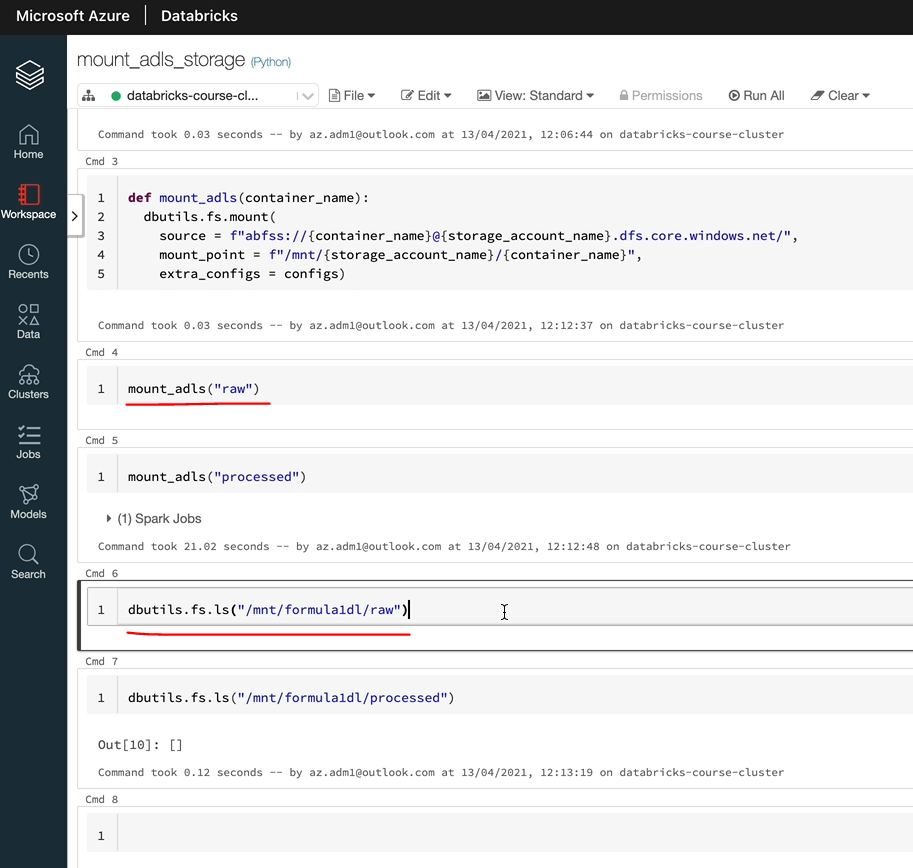 Microsoft Azure | Databricks
mount_adls_storage (Python)
databricks-course-cl...
File
Edit
View: Standard
Permissions
Run All
Clear
Home
Workspace
Recents
Data
Clusters
Jobs
Models
Search
Command took 0.03 seconds -- by az.adm1@outlook.com at 13/04/2021, 12:06:44 on databricks-course-cluster
Cmd 3
1 def mount_adls(container_name):
2   dbutils.fs.mount(
3     source = f"abfss://{container_name}@{storage_account_name}.dfs.core.windows.net/",
4     mount_point = f"/mnt/{storage_account_name}/{container_name}",
5     extra_configs = configs)
Command took 0.03 seconds -- by az.adm1@outlook.com at 13/04/2021, 12:12:37 on databricks-course-cluster
Cmd 4
1 mount_adls("raw")
Cmd 5
1 mount_adls("processed")
(1) Spark Jobs
Command took 21.02 seconds -- by az.adm1@outlook.com at 13/04/2021, 12:12:48 on databricks-course-cluster
Cmd 6
1 dbutils.fs.ls("/mnt/formula1dl/raw")
Cmd 7
1 dbutils.fs.ls("/mnt/formula1dl/processed")
Out[10]: []
Command took 0.12 seconds -- by az.adm1@outlook.com at 13/04/2021, 12:13:19 on databricks-course-cluster
Cmd 8
1